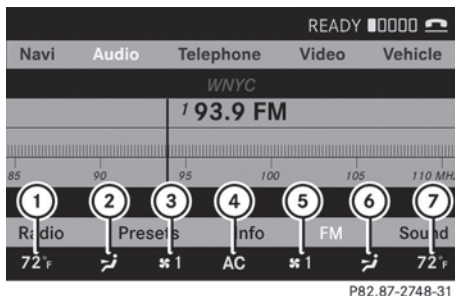 READY
Navi Audio Telephone Video Vehicle
WNYC
1 93.9 FM
85 90 95 100 105 110 MHz
1 2 3 4 5 6 7
Radio Presets Info FM Sound
72°F 1 AC 1 72°F
P82.87-2748-31